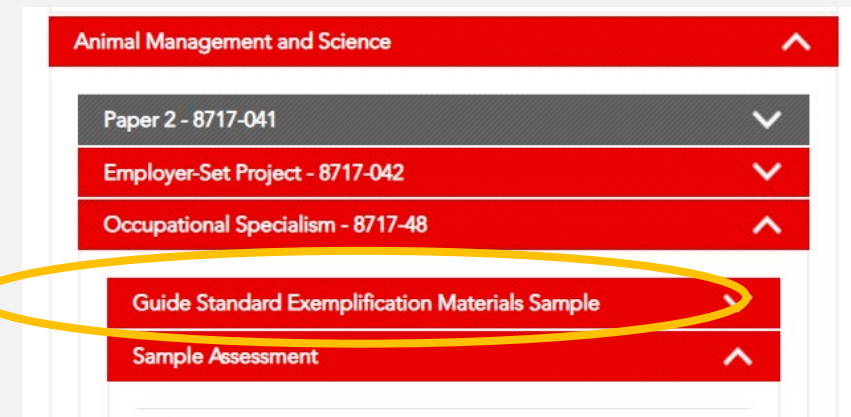 Animal Management and Science
Paper 2 - 8717-041
Employer-Set Project - 8717-042
Occupational Specialism - 8717-48
Guide Standard Exemplification Materials Sample
Sample Assessment